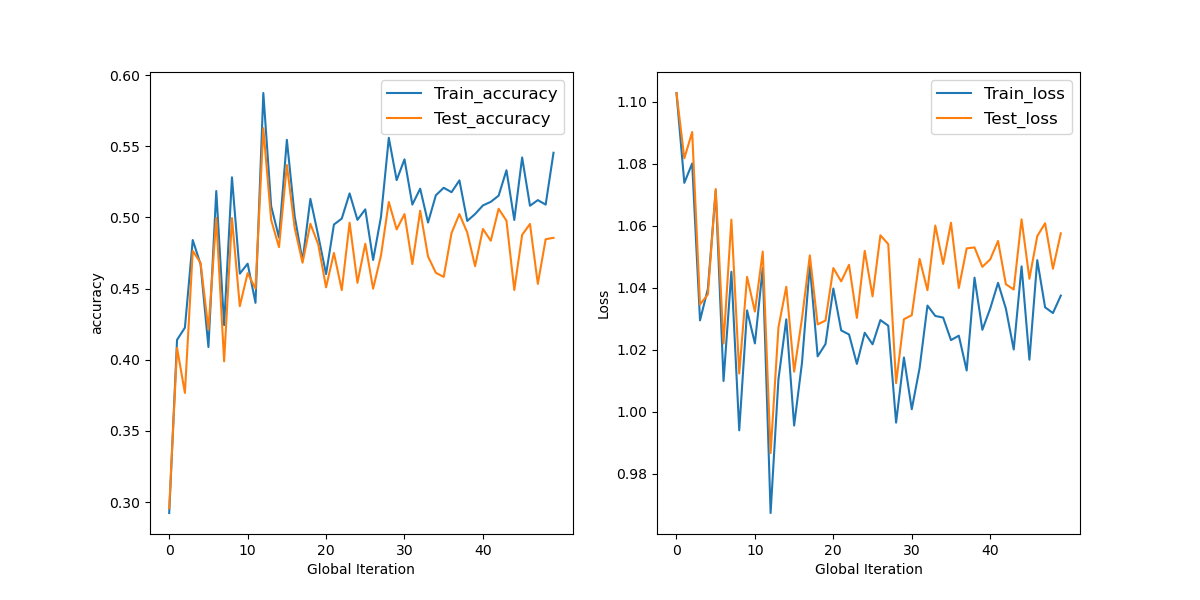 Train_accuracy
Test_accuracy
0.60
0.55
0.50
0.45
0.40
0.35
0.30
accuracy
0 10 20 30 40
Global Iteration
Train_loss
Test_loss
1.10
1.08
1.06
1.04
1.02
1.00
0.98
Loss
0 10 20 30 40
Global Iteration